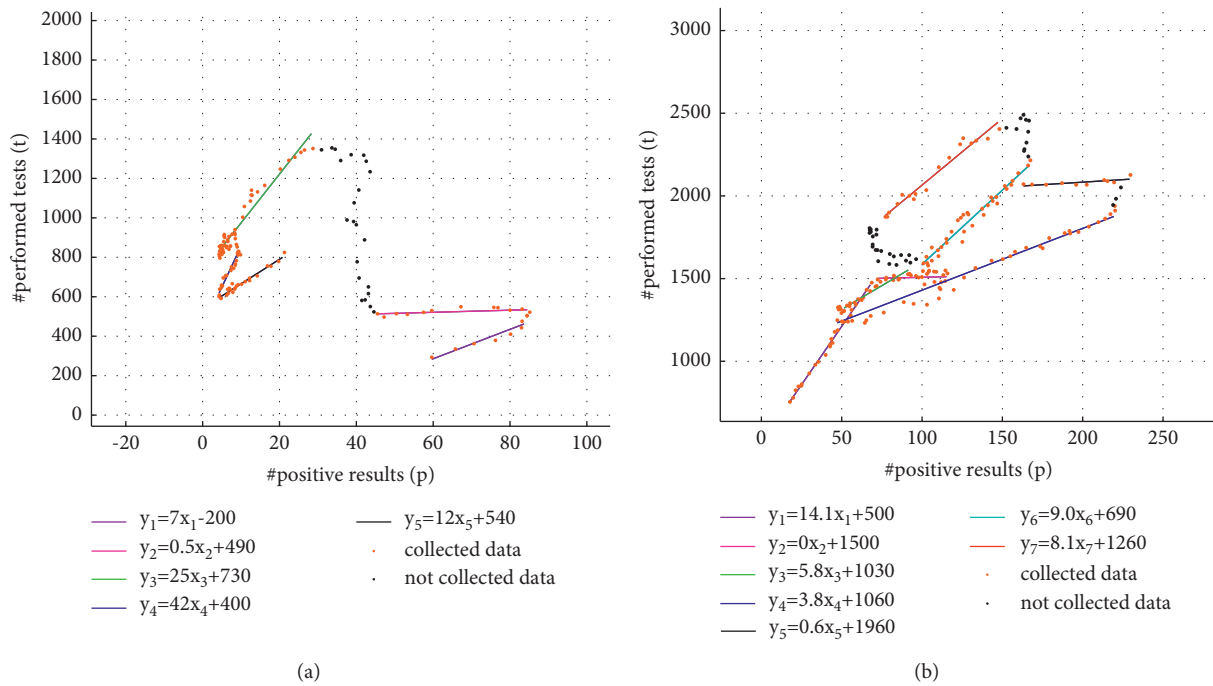 (a)
2000
1800
1600
1400
1200
1000
800
600
400
200
0
#performed tests (t)
-20 0 20 40 60 80 100
#positive results (p)
y₁=7x₁-200
y₂=0.5x₂+490
y₃=25x₃+730
y₄=42x₄+400
y₅=12x₅+540
collected data
not collected data
(a)
(b)
3000
2500
2000
1500
1000
#performed tests (t)
0 50 100 150 200 250
#positive results (p)
y₁=14.1x₁+500
y₂=0x₂+1500
y₃=5.8x₃+1030
y₄=3.8x₄+1060
y₅=0.6x₅+1960
y₆=9.0x₆+690
y₇=8.1x₇+1260
collected data
not collected data
(b)